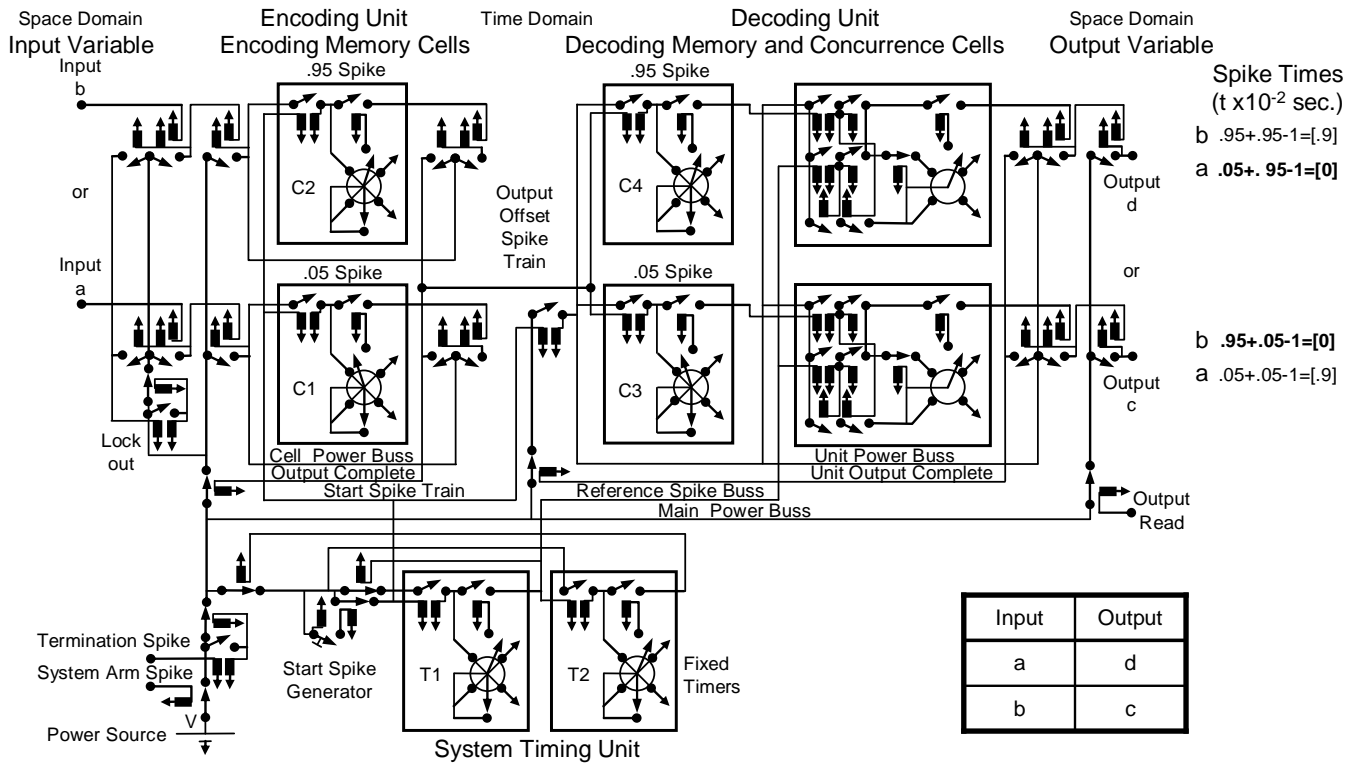 Space Domain
Input Variable
Encoding Unit
Encoding Memory Cells
Time Domain
Decoding Unit
Decoding Memory and Concurrence Cells
Space Domain
Output Variable
Input
b
.95 Spike
.95 Spike
Spike Times
(t x10-2 sec.)
b .95+.95-1=[.9]
a .05+. 95-1=[0]
C2
C4
or
Output
Offset
Spike
Train
Output
d
Input
a
.05 Spike
.05 Spike
or
b .95+.05-1=[0]
a .05+.05-1=[.9]
C1
C3
Output
c
Lock
out
Cell Power Buss
Output Complete
Start Spike Train
Unit Power Buss
Unit Output Complete
Reference Spike Buss
Main Power Buss
Output
Read
Termination Spike
System Arm Spike
Start Spike
Generator
T1
T2
Fixed
Timers
V
Power Source
System Timing Unit
Input Output
a d
b c